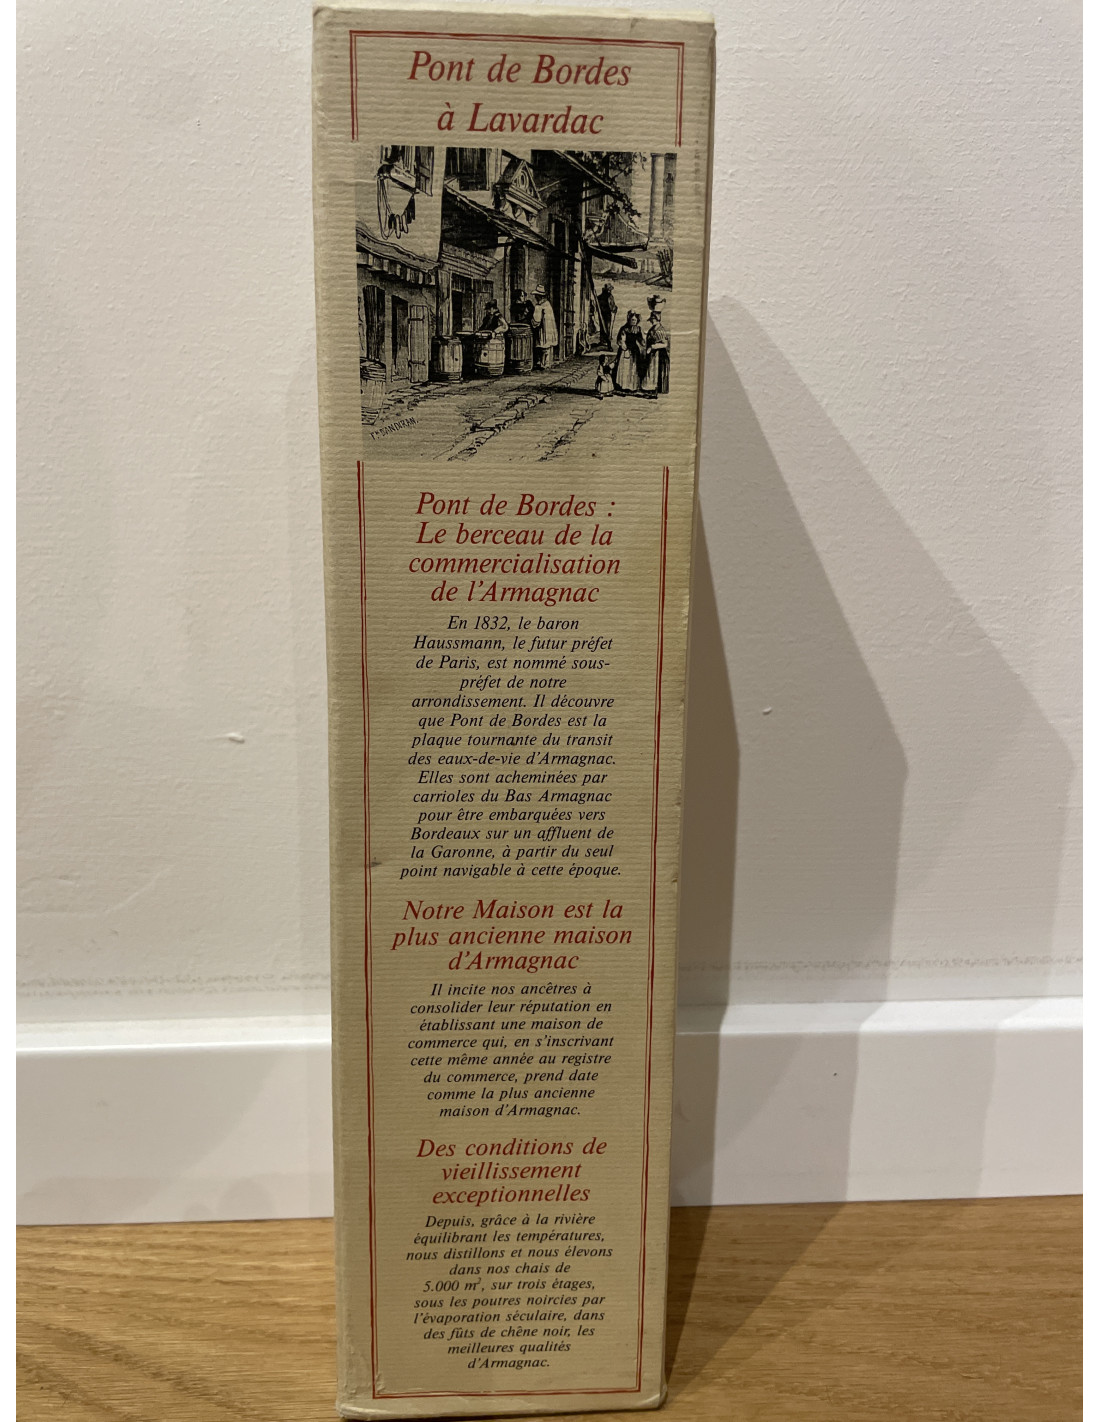 Pont de Bordes
à Lavardac
Pont de Bordes :
Le berceau de la
commercialisation
de l'Armagnac
En 1832, le baron
Haussmann, le futur préfet
de Paris, est nommé sous-
préfet de notre
arrondissement. Il découvre
que Pont de Bordes est la
plaque tournante du transit
des eaux-de-vie d'Armagnac.
Elles sont acheminées par
carrioles du Bas Armagnac
pour être embarquées vers
Bordeaux sur un affluent de
la Garonne, à partir du seul
point navigable à cette époque.
Notre Maison est la
plus ancienne maison
d'Armagnac
Il incite nos ancêtres à
consolider leur réputation en
établissant une maison de
commerce qui, en s'inscrivant
cette même année au registre
du commerce, prend date
comme la plus ancienne
maison d'Armagnac.
Des conditions de
vieillissement
exceptionnelles
Depuis, grâce à la rivière
équilibrant les températures,
nous distillons et nous élevons
dans nos chais de
5.000 m², sur trois étages,
sous les poutres noircies par
l'évaporation séculaire, dans
des fûts de chêne noir, les
meilleures qualités
d'Armagnac.